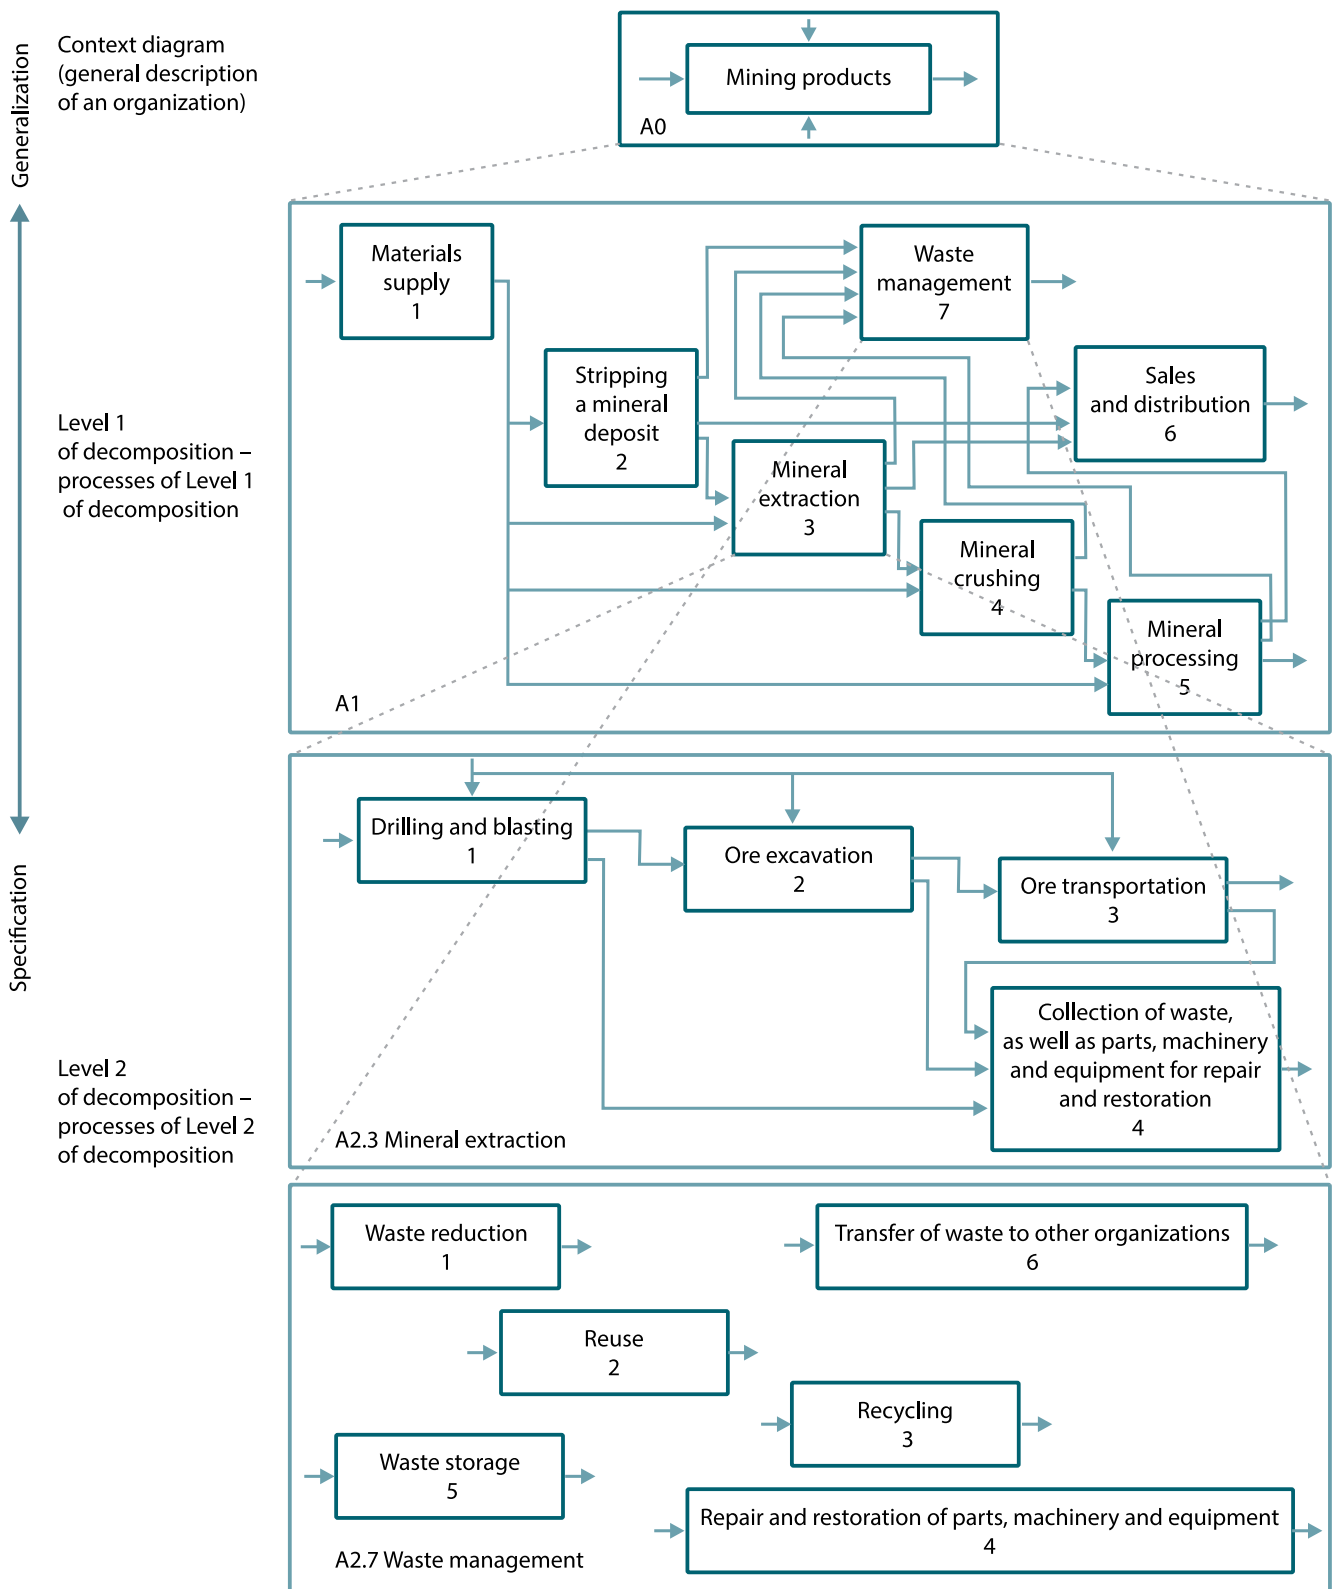 Generalization
Specification
Context diagram
(general description
of an organization)
Mining products
A0
Level 1
of decomposition –
processes of Level 1
of decomposition
Materials
supply
1
Waste
management
7
Stripping
a mineral
deposit
2
Sales
and distribution
6
Mineral
extraction
3
Mineral
crushing
4
Mineral
processing
5
A1
Level 2
of decomposition –
processes of Level 2
of decomposition
Drilling and blasting
1
Ore excavation
2
Ore transportation
3
Collection of waste,
as well as parts, machinery
and equipment for repair
and restoration
4
A2.3 Mineral extraction
Waste reduction
1
Transfer of waste to other organizations
6
Reuse
2
Recycling
3
Waste storage
5
Repair and restoration of parts, machinery and equipment
4
A2.7 Waste management